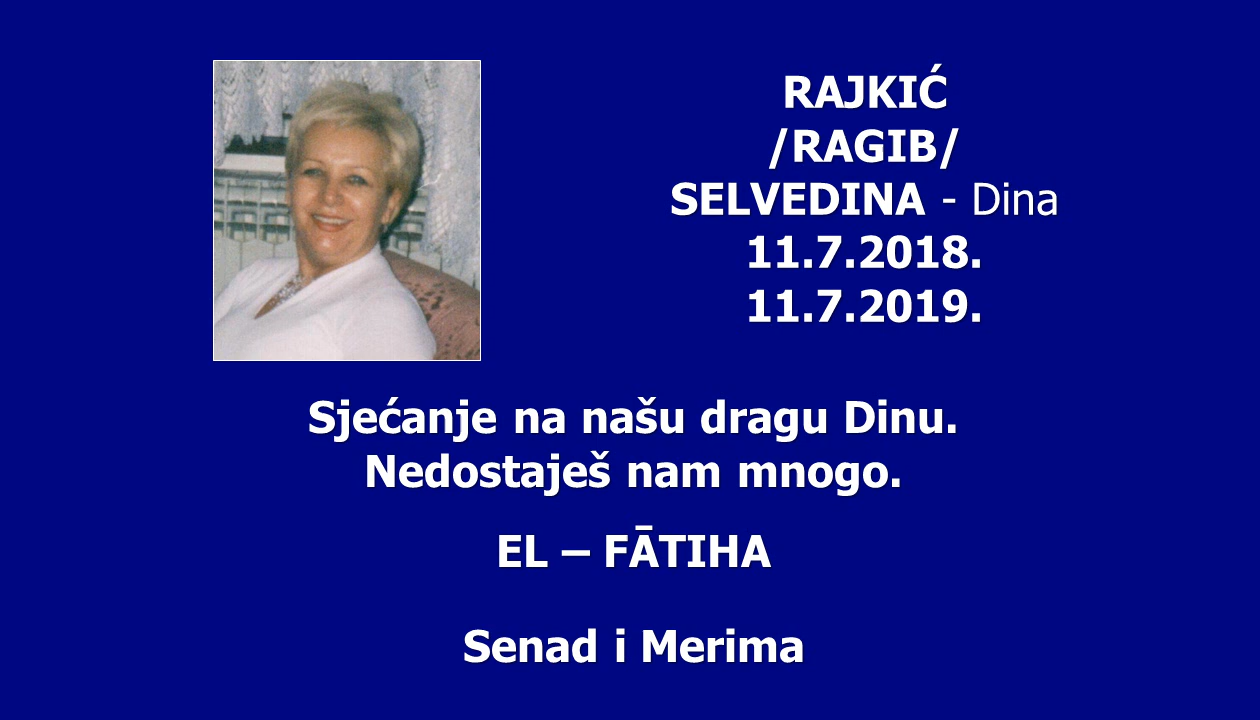 RAJKIĆ
/RAGIB/
SELVEDINA - Dina
11.7.2018.
11.7.2019.
Sjećanje na našu dragu Dinu.
Nedostaješ nam mnogo.
EL – FĀTIHA
Senad i Merima